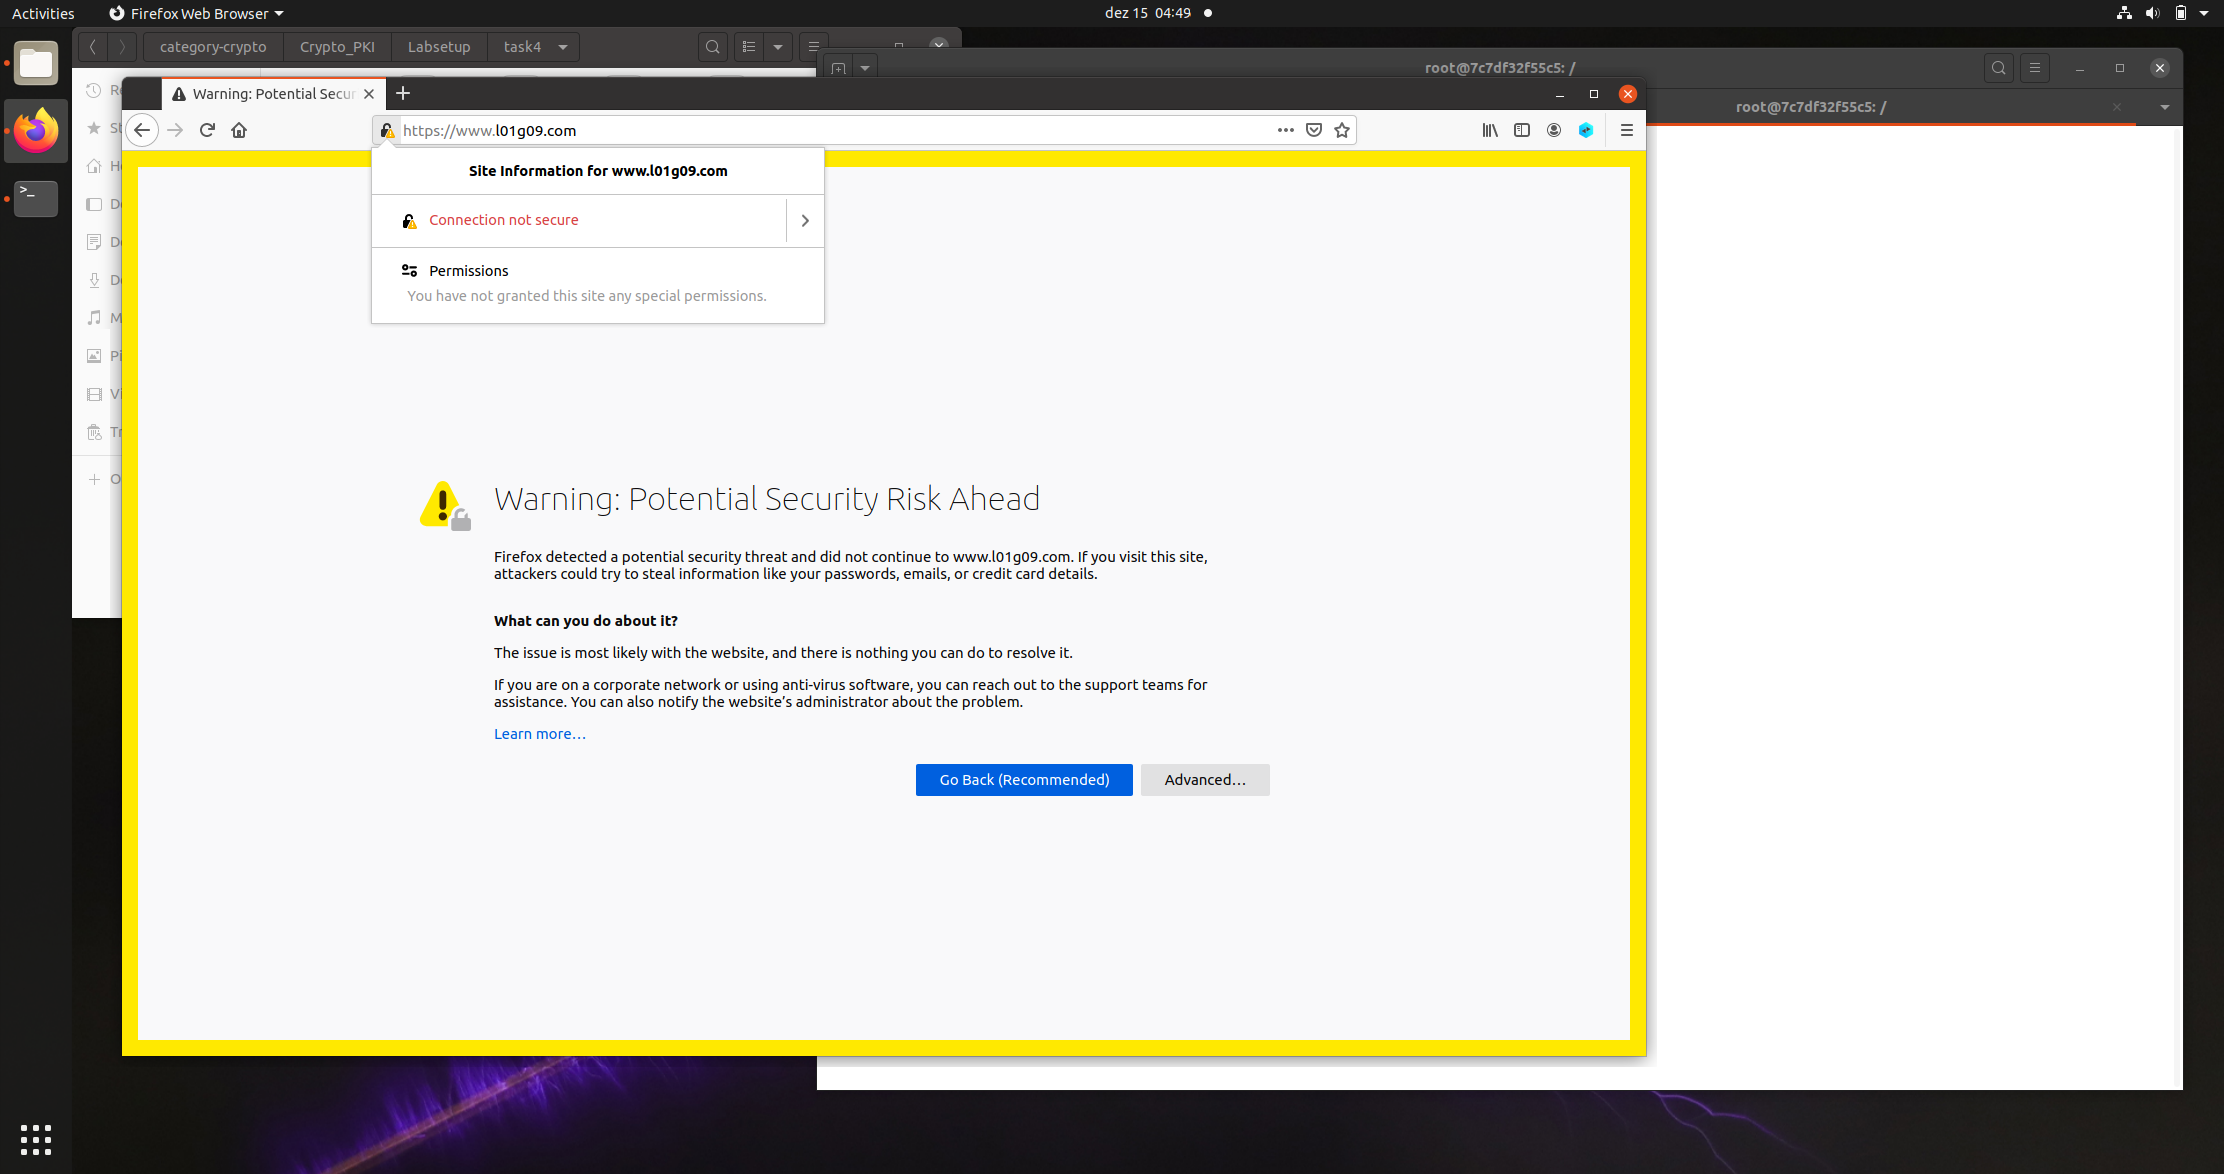 Activities
Firefox Web Browser
dez 15 04:49
category-crypto
Crypto_PKI
Labsetup
task4
root@7c7df32f55c5: /
root@7c7df32f55c5: /
Warning: Potential Secur
https://www.l01g09.com
Site Information for www.l01g09.com
Connection not secure
Permissions
You have not granted this site any special permissions.
Warning: Potential Security Risk Ahead
Firefox detected a potential security threat and did not continue to www.l01g09.com. If you visit this site,
attackers could try to steal information like your passwords, emails, or credit card details.
What can you do about it?
The issue is most likely with the website, and there is nothing you can do to resolve it.
If you are on a corporate network or using anti-virus software, you can reach out to the support teams for
assistance. You can also notify the website's administrator about the problem.
Learn more…
Go Back (Recommended)
Advanced…